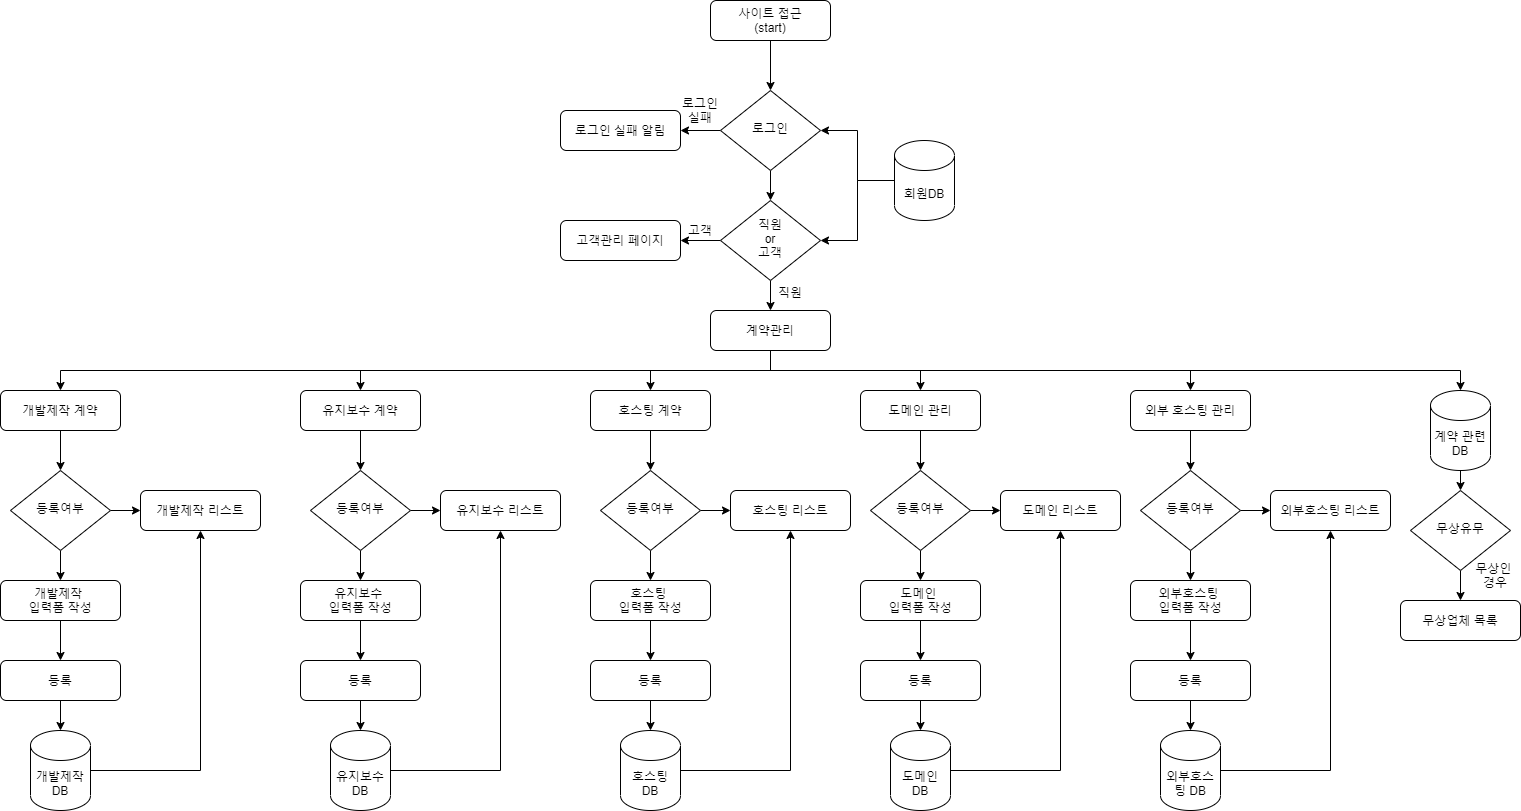 사이트 접근
(start)
로그인
실패
로그인 실패 알림
로그인
회원DB
고객관리 페이지
고객
직원
or
고객
직원
계약관리
개발제작 계약
유지보수 계약
호스팅 계약
도메인 관리
외부 호스팅 관리
계약 관련
DB
등록여부
개발제작 리스트
등록여부
유지보수 리스트
등록여부
호스팅 리스트
등록여부
도메인 리스트
등록여부
외부호스팅 리스트
무상유무
무상인
경우
개발제작
입력폼 작성
유지보수
입력폼 작성
호스팅
입력폼 작성
도메인
입력폼 작성
외부호스팅
입력폼 작성
무상업체 목록
등록
등록
등록
등록
등록
개발제작
DB
유지보수
DB
호스팅
DB
도메인
DB
외부호스
팅 DB